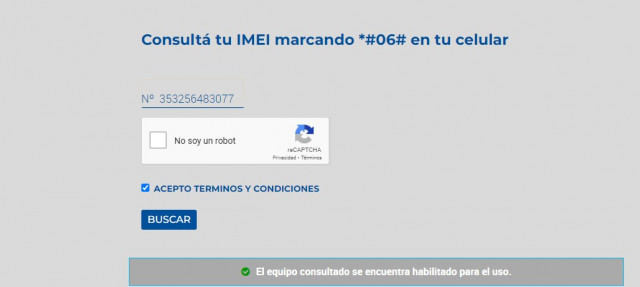 Consultá tu IMEI marcando *#06# en tu celular
Nº 353256483077
No soy un robot
reCAPTCHA
Privacidad • Términos
ACEPTO TERMINOS Y CONDICIONES
BUSCAR
El equipo consultado se encuentra habilitado para el uso.